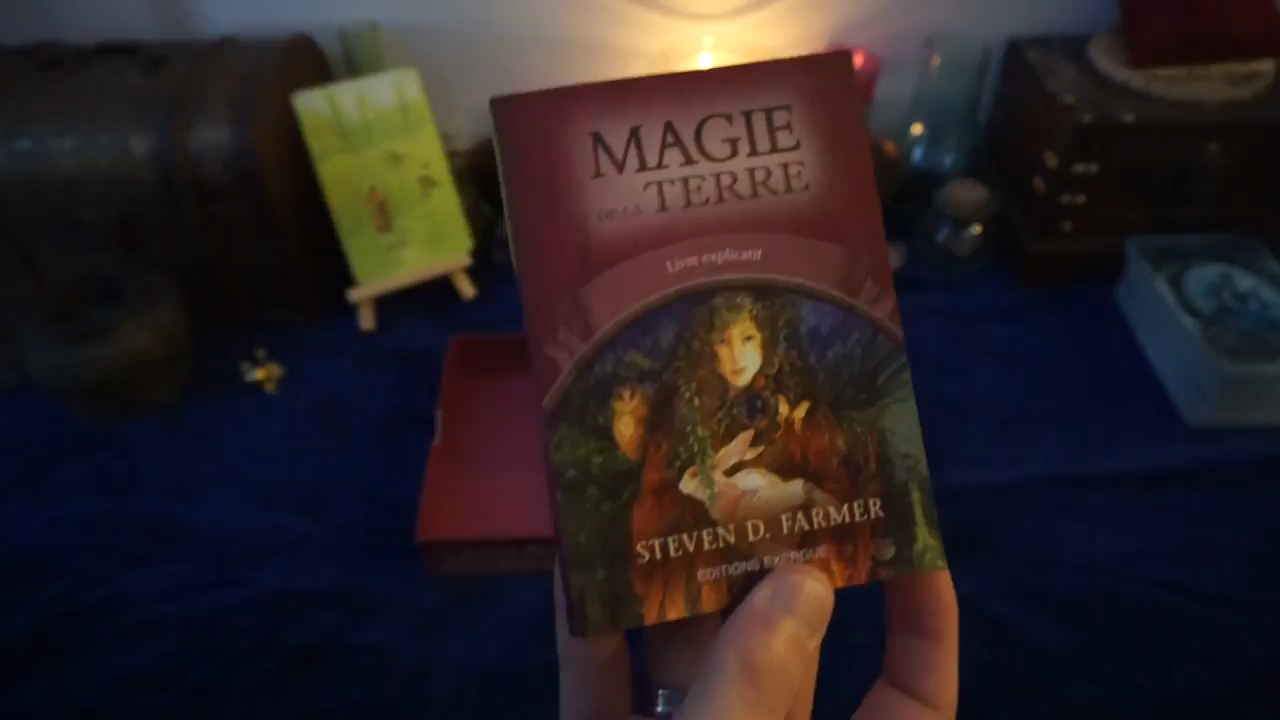 MAGIE
DE LA TERRE
Livre explicatif
STEVEN D. FARMER
ÉDITIONS EXERGUE